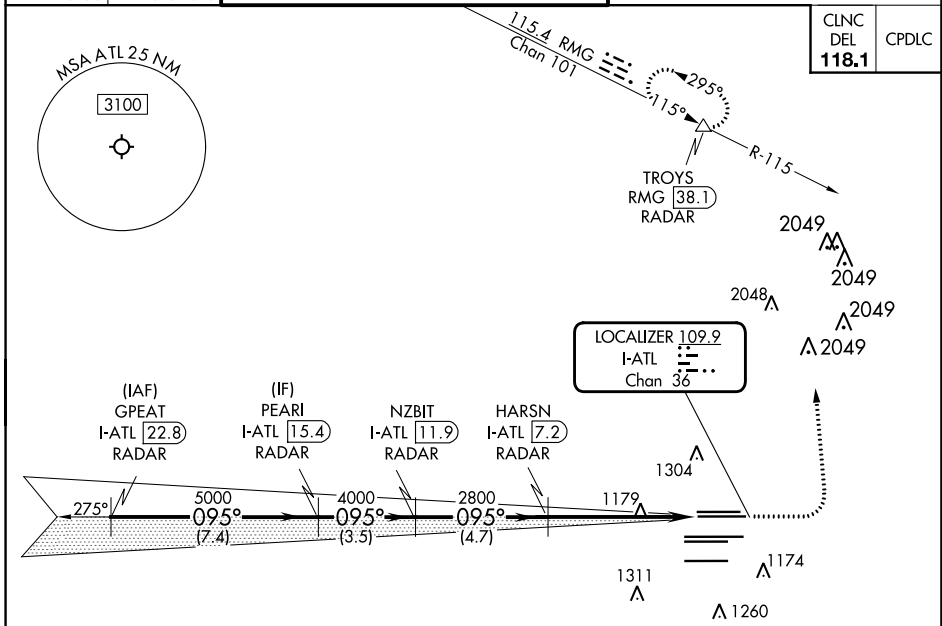 CLNC
DEL
118.1
CPDLC
MSA ATL 25 NM
3100
115.4 RMG
Chan 101
115°
295°
R-115
TROYS
RMG 38.1
RADAR
2049
2049
2048
2049
2049
LOCALIZER 109.9
I-ATL
Chan 36
(IAF)
GPEAT
I-ATL 22.8
RADAR
(IF)
PEARI
I-ATL 15.4
RADAR
NZBIT
I-ATL 11.9
RADAR
HARSN
I-ATL 7.2
RADAR
1304
275°
5000
095°
(7.4)
4000
095°
(3.5)
2800
095°
(4.7)
1179
1174
1311
1260